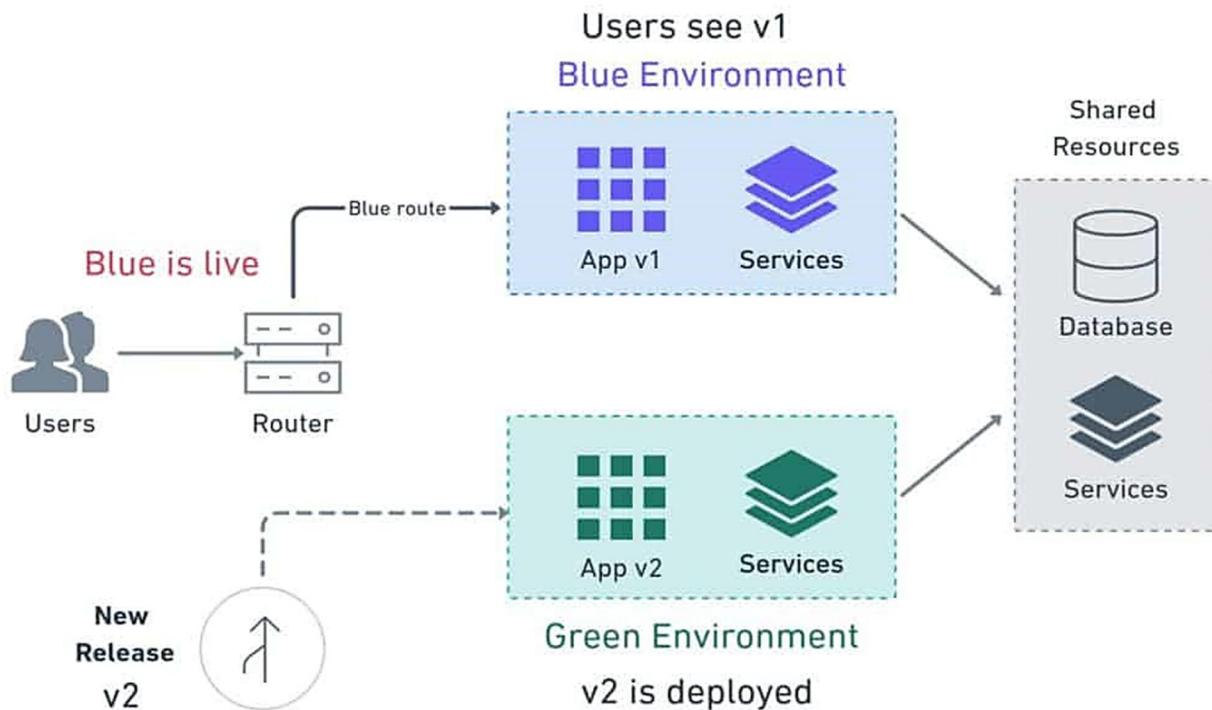 Users see v1
Blue Environment
Shared
Resources
Blue route
App v1
Services
Blue is live
Database
Users
Router
Services
App v2
Services
New
Release
v2
Green Environment
v2 is deployed